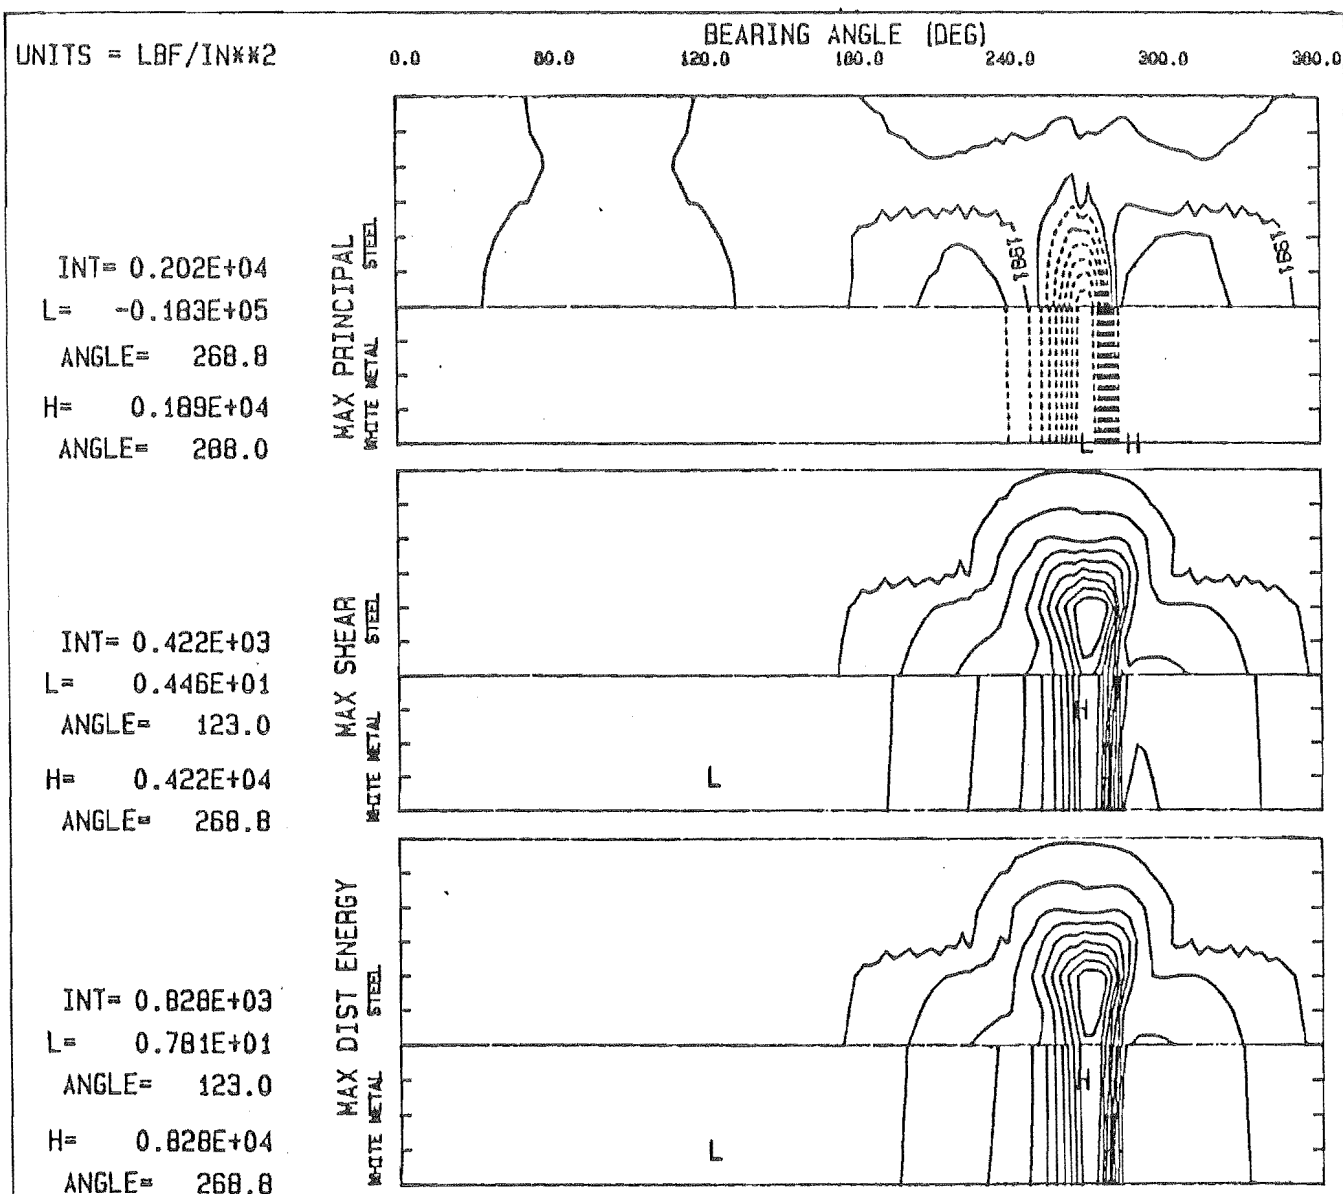 BEARING ANGLE (DEG)
UNITS = LBF/IN**2
0.0 60.0 120.0 180.0 240.0 300.0 360.0
INT= 0.202E+04
L= -0.183E+05
ANGLE= 268.8
H= 0.189E+04
ANGLE= 288.0
MAX PRINCIPAL
STEEL
WHITE METAL
1881
1881
L H
INT= 0.422E+03
L= 0.446E+01
ANGLE= 123.0
H= 0.422E+04
ANGLE= 268.8
MAX SHEAR
STEEL
WHITE METAL
H
L
INT= 0.828E+03
L= 0.781E+01
ANGLE= 123.0
H= 0.828E+04
ANGLE= 268.8
MAX DIST ENERGY
STEEL
WHITE METAL
H
L